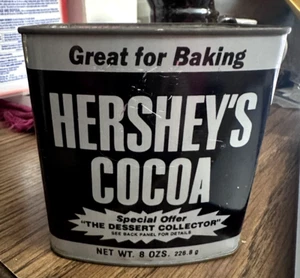 Great for Baking
HERSHEY'S
COCOA
Special Offer
"THE DESSERT COLLECTOR"
SEE BACK PANEL FOR DETAILS
NET WT. 8 OZS. 226.8 g